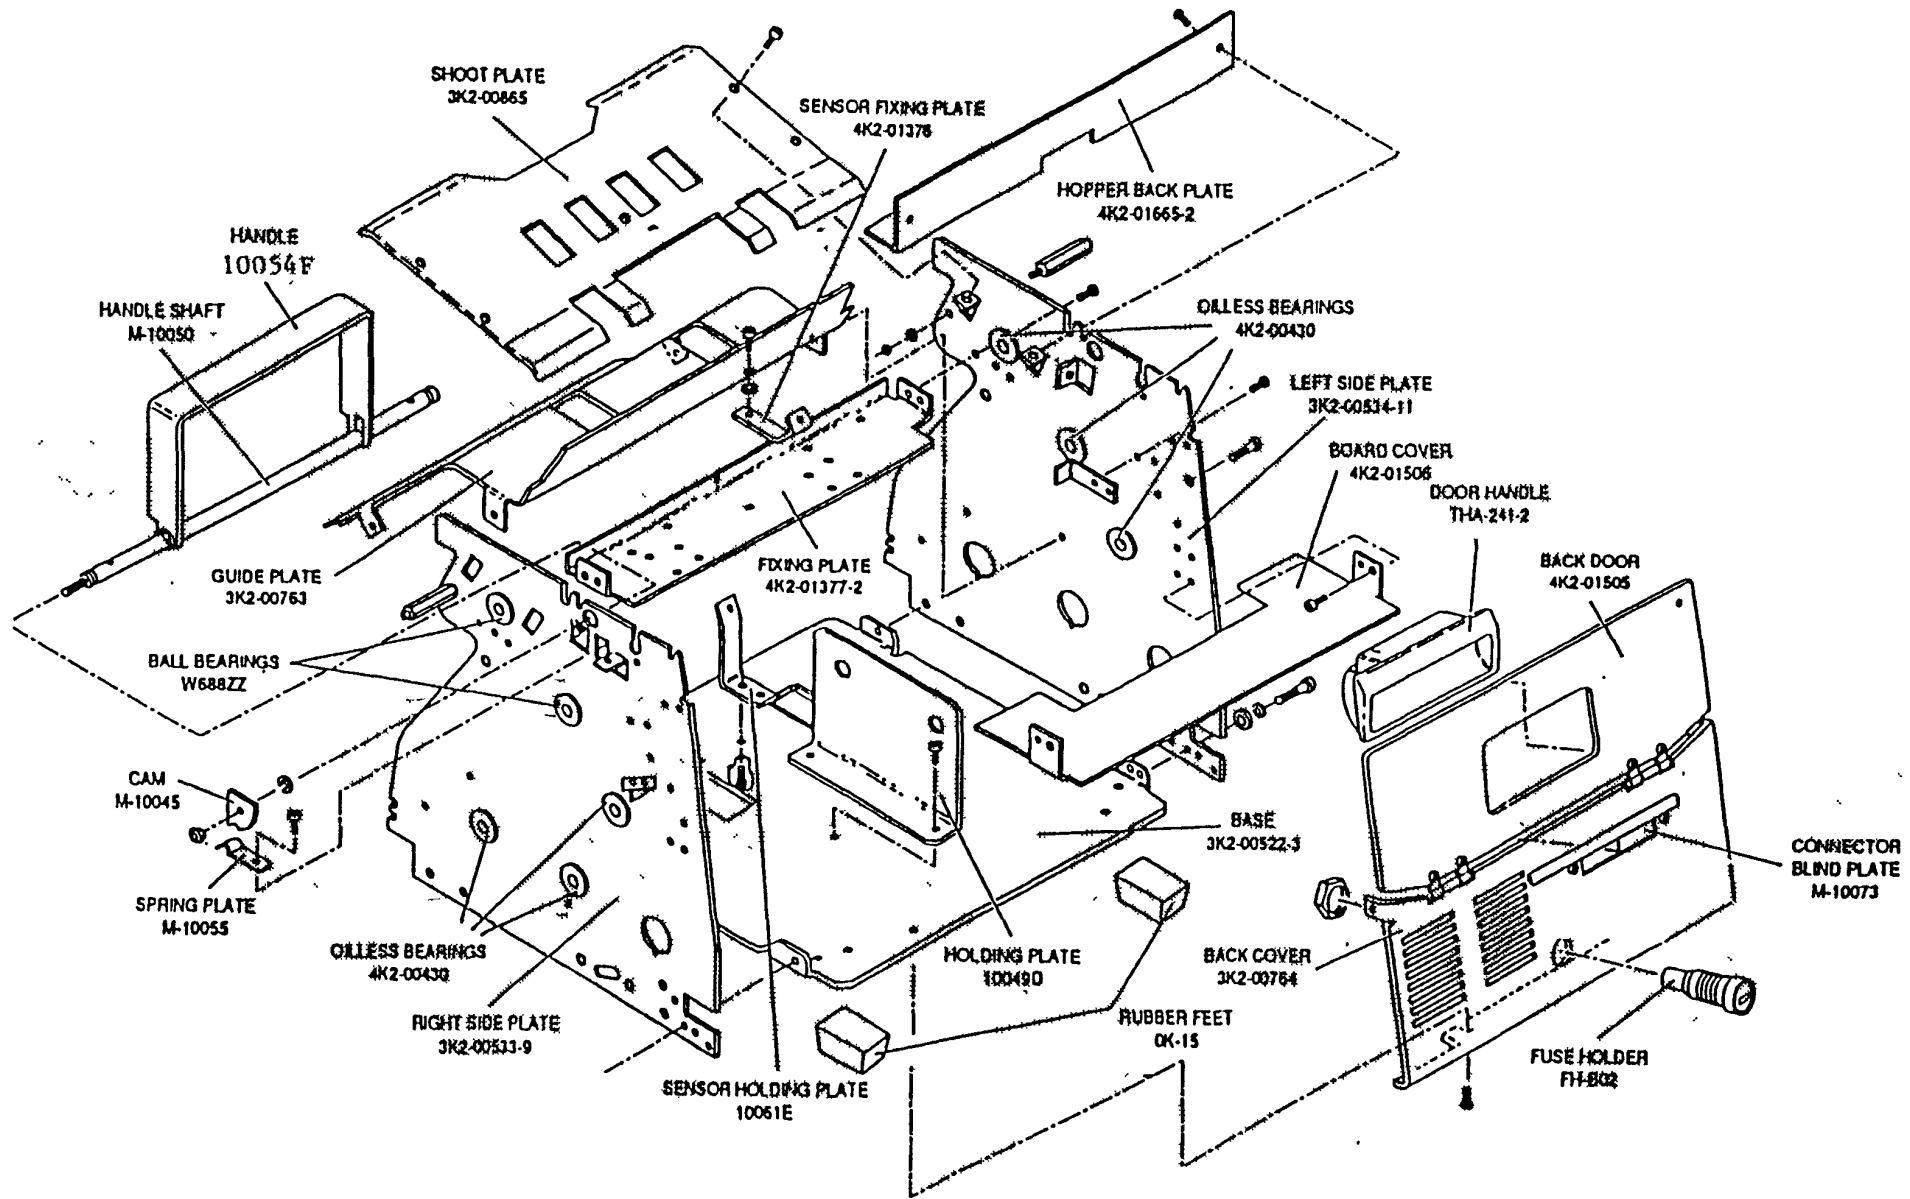 SHOOT PLATE
3K2-00865
SENSOR FIXING PLATE
4K2-01378
HOPPER BACK PLATE
4K2-01665-2
HANDLE
10054F
HANDLE SHAFT
M-10050
OILLESS BEARINGS
4K2-00430
LEFT SIDE PLATE
3K2-00534-11
BOARD COVER
4K2-01506
DOOR HANDLE
THA-241-2
BACK DOOR
4K2-01505
GUIDE PLATE
3K2-00763
FIXING PLATE
4K2-01377-2
BALL BEARINGS
W688ZZ
CAM
M-10045
SPRING PLATE
M-10055
BASE
3K2-00522-3
CONNECTOR
BLIND PLATE
M-10073
OILLESS BEARINGS
4K2-00430
HOLDING PLATE
10049D
BACK COVER
3K2-00764
RIGHT SIDE PLATE
3K2-00533-9
RUBBER FEET
0K-15
FUSE HOLDER
FH-B02
SENSOR HOLDING PLATE
10061E